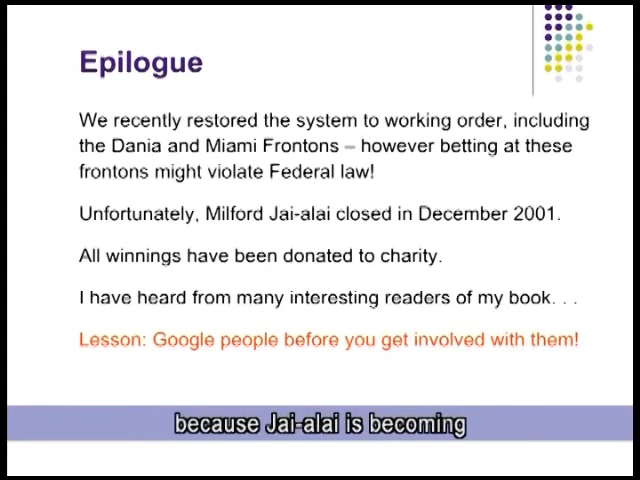 Epilogue
We recently restored the system to working order, including
the Dania and Miami Frontons – however betting at these
frontons might violate Federal law!
Unfortunately, Milford Jai-alai closed in December 2001.
All winnings have been donated to charity.
I have heard from many interesting readers of my book. . .
Lesson: Google people before you get involved with them!
because Jai-alai is becoming